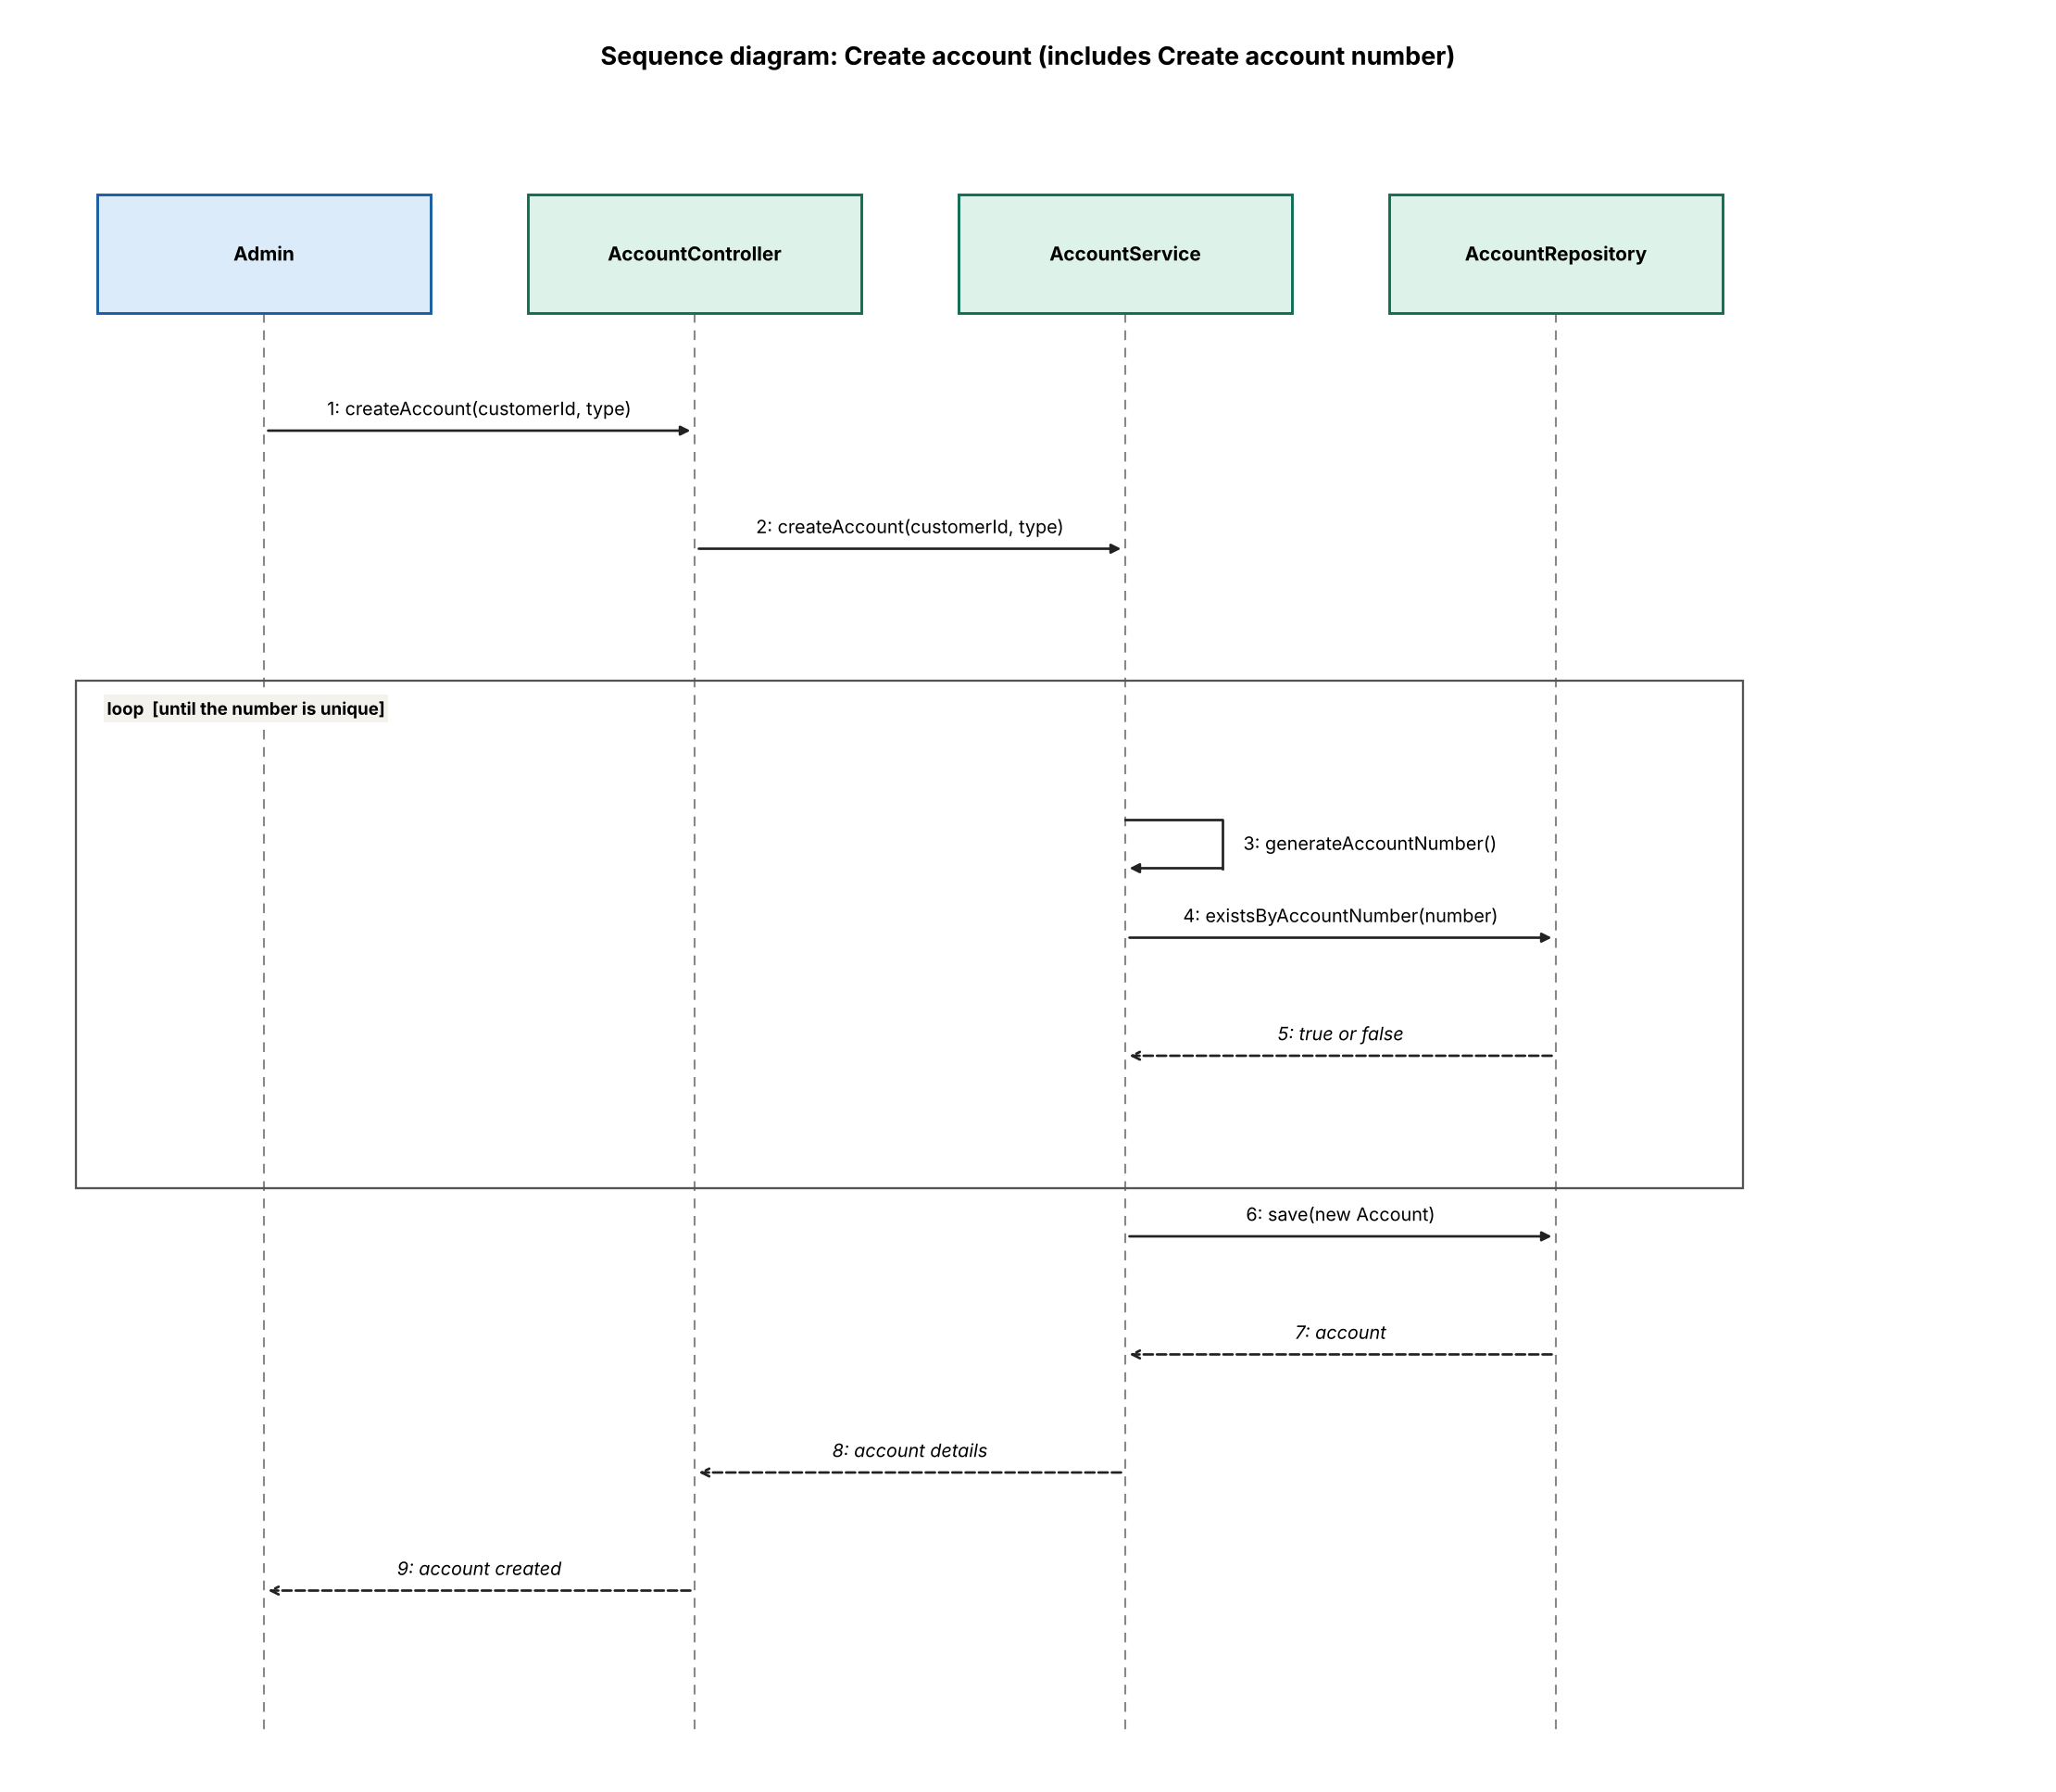 Sequence diagram: Create account (includes Create account number)
Admin
AccountController
AccountService
AccountRepository
1: createAccount(customerId, type)
2: createAccount(customerId, type)
loop [until the number is unique]
3: generateAccountNumber()
4: existsByAccountNumber(number)
5: true or false
6: save(new Account)
7: account
8: account details
9: account created